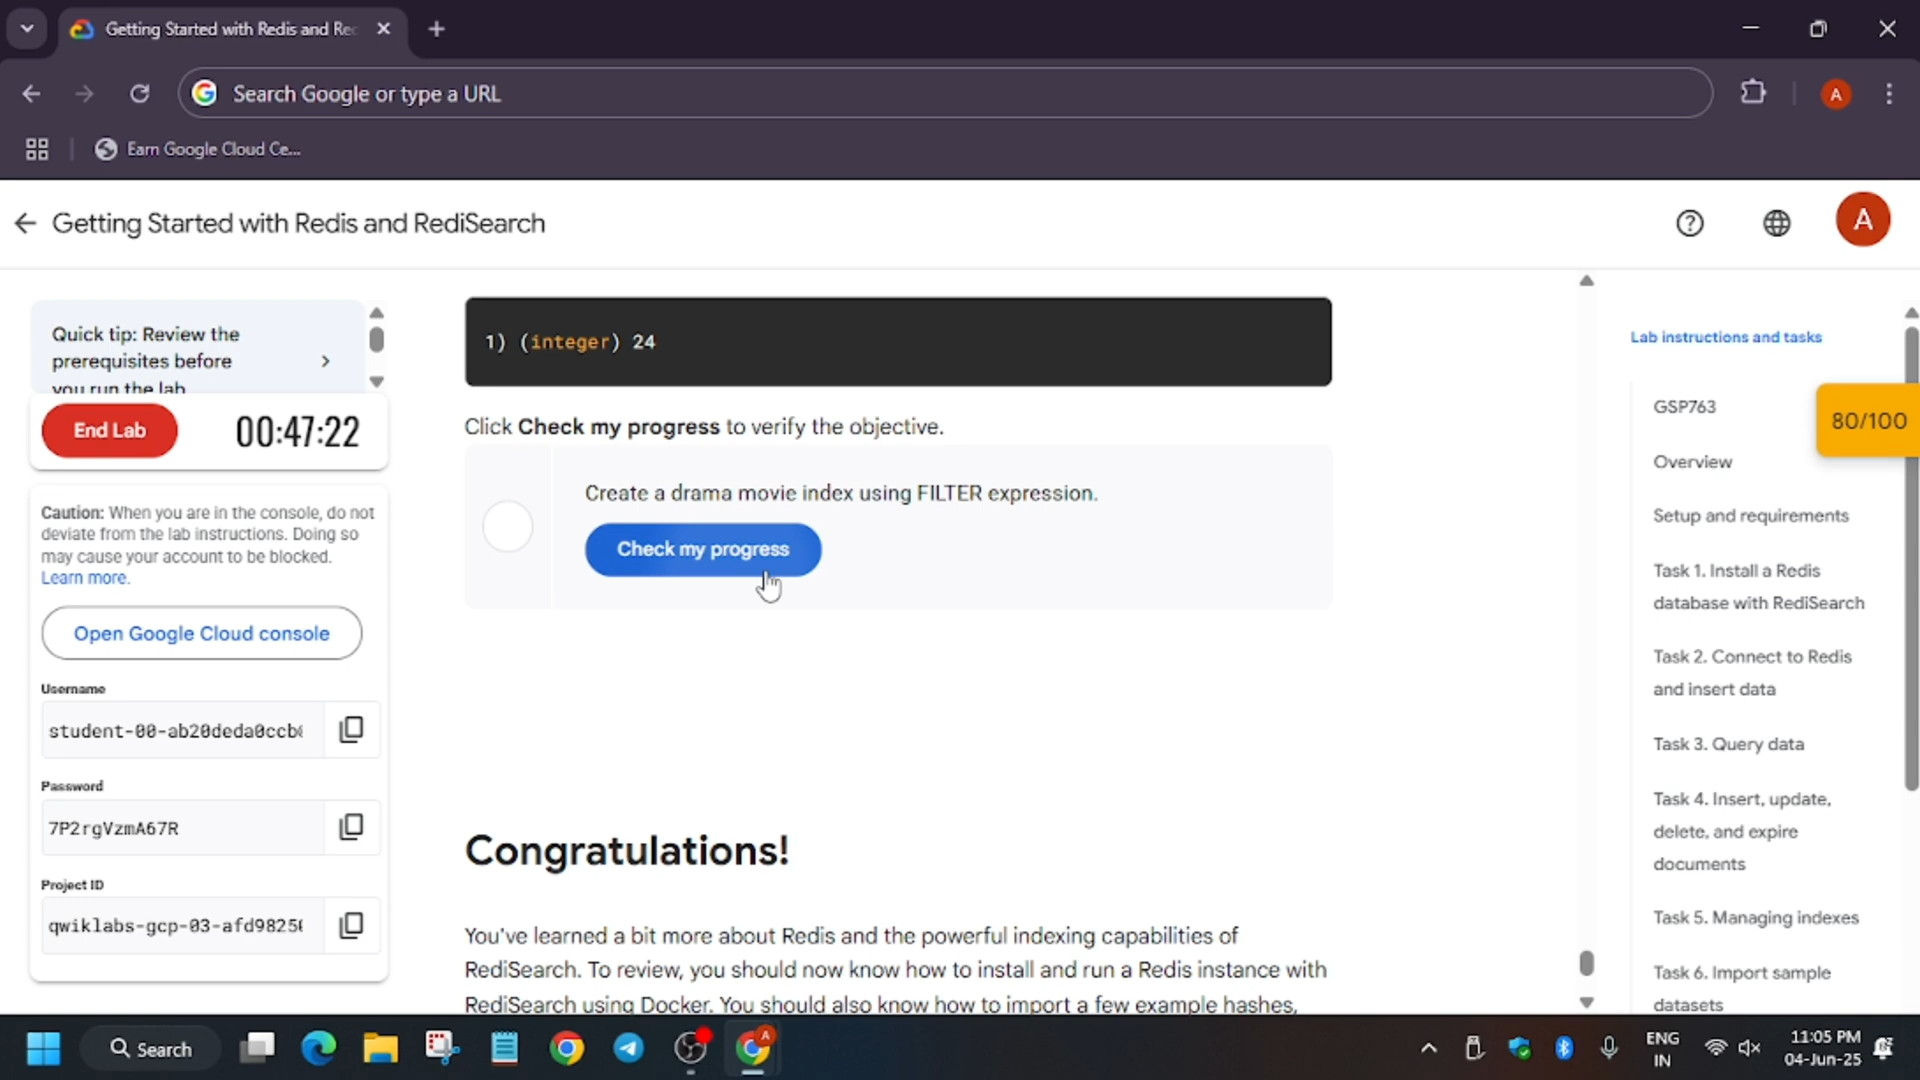 Getting Started with Redis and Re
Search Google or type a URL
A
Earn Google Cloud Ce...
Getting Started with Redis and RediSearch
A
Quick tip: Review the
prerequisites before
you run the lab
End Lab
00:47:22
Caution: When you are in the console, do not
deviate from the lab instructions. Doing so
may cause your account to be blocked.
Learn more.
Open Google Cloud console
Username
student-00-ab20deda0ccb
Password
7P2rgVzmA67R
Project ID
qwiklabs-gcp-03-afd9825
1) (integer) 24
Click Check my progress to verify the objective.
Create a drama movie index using FILTER expression.
Check my progress
Congratulations!
You've learned a bit more about Redis and the powerful indexing capabilities of
RediSearch. To review, you should now know how to install and run a Redis instance with
RediSearch using Docker. You should also know how to import a few example hashes,
Lab instructions and tasks
GSP763
80/100
Overview
Setup and requirements
Task 1. Install a Redis
database with RediSearch
Task 2. Connect to Redis
and insert data
Task 3. Query data
Task 4. Insert, update,
delete, and expire
documents
Task 5. Managing indexes
Task 6. Import sample
datasets
Search
A
ENG
IN
11:05 PM
04-Jun-25